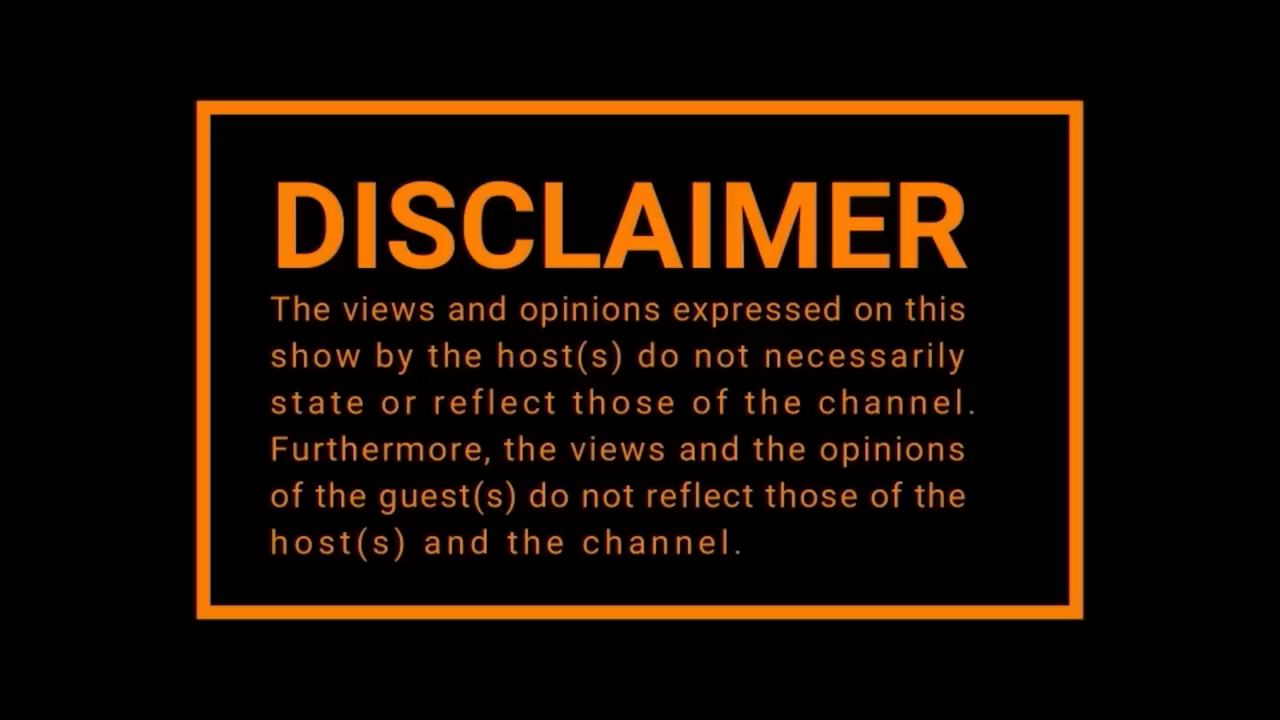 DISCLAIMER
The views and opinions expressed on this
show by the host(s) do not necessarily
state or reflect those of the channel.
Furthermore, the views and the opinions
of the guest(s) do not reflect those of the
host(s) and the channel.